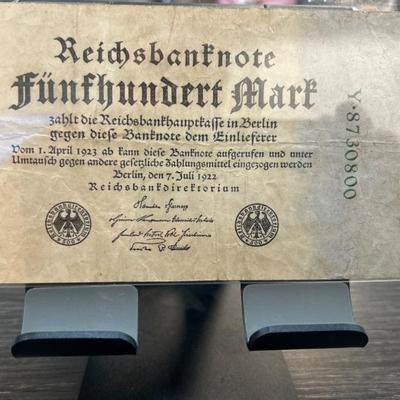 Reichsbanknote
Fünfhundert Mark
zahlt die Reichsbankhauptkasse in Berlin
gegen diese Banknote dem Einlieferer
Vom 1. April 1923 ab kann diese Banknote aufgerufen und unter
Umtausch gegen andere gesetzliche Zahlungsmittel eingezogen werden
Berlin, den 7. Juli 1922
Reichsbankdirektorium
Y·8730800